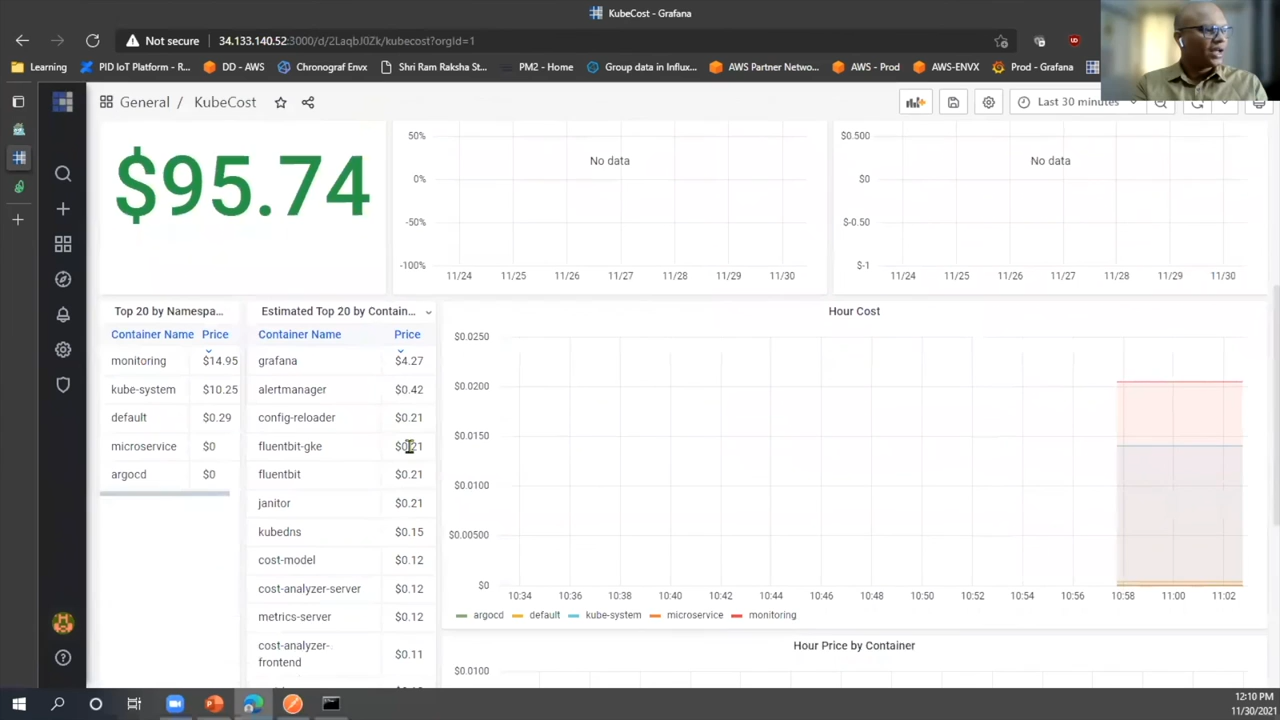 KubeCost - Grafana
Not secure 34.133.140.52:3000/d/2LaqbJ0Zk/kubecost?orgId=1
Learning PID IoT Platform - R... DD - AWS Chronograf Envx Shri Ram Raksha St... PM2 - Home Group data in Influx... AWS Partner Netwo... AWS - Prod AWS-ENVX Prod - Grafana
General / KubeCost Last 30 minutes
$95.74
50%
0%
-50%
-100%
No data
11/24 11/25 11/26 11/27 11/28 11/29 11/30
$0.500
$0
$-0.50
$-1
No data
11/24 11/25 11/26 11/27 11/28 11/29 11/30
Top 20 by Namespa...
Container Name Price
monitoring $14.95
kube-system $10.25
default $0.29
microservice $0
argocd $0
Estimated Top 20 by Contain...
Container Name Price
grafana $4.27
alertmanager $0.42
config-reloader $0.21
fluentbit-gke $0.21
fluentbit $0.21
janitor $0.21
kubedns $0.15
cost-model $0.12
cost-analyzer-server $0.12
metrics-server $0.12
cost-analyzer-
frontend $0.11
Hour Cost
$0.0250
$0.0200
$0.0150
$0.0100
$0.00500
$0
10:34 10:36 10:38 10:40 10:42 10:44 10:46 10:48 10:50 10:52 10:54 10:56 10:58 11:00 11:02
argocd default kube-system microservice monitoring
Hour Price by Container
$0.0100
12:10 PM
11/30/2021